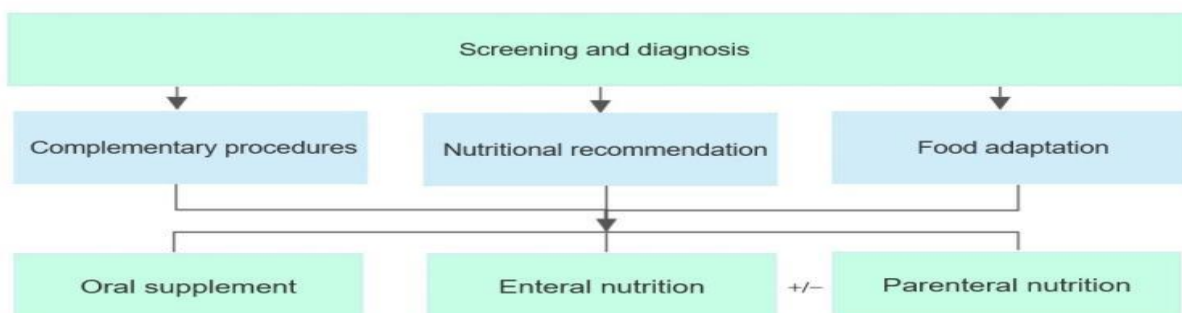 Screening and diagnosis
Complementary procedures
Nutritional recommendation
Food adaptation
Oral supplement
Enteral nutrition
+/−
Parenteral nutrition